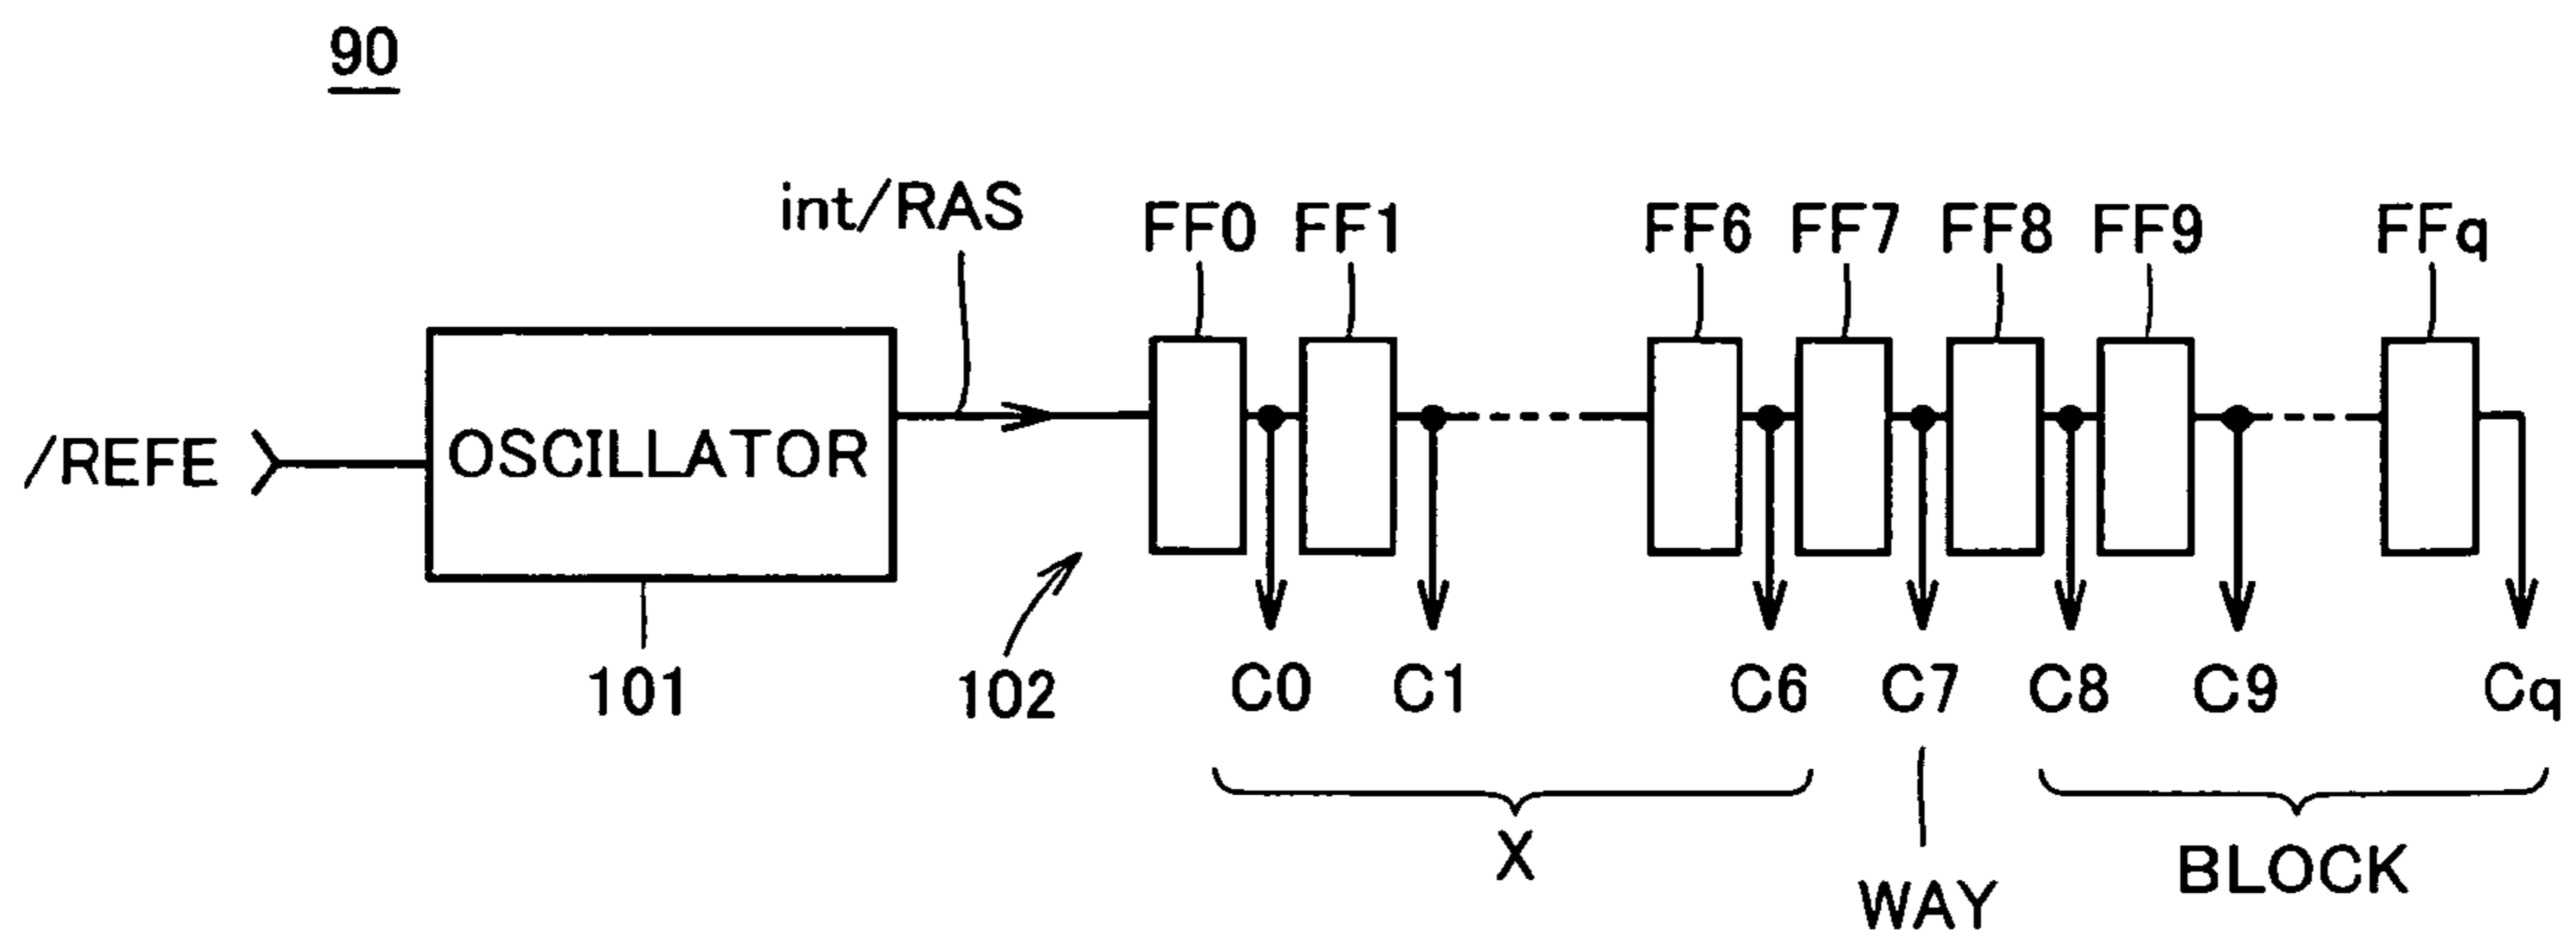 90
int/RAS
FF0 FF1 FF6 FF7 FF8 FF9 FFq
/REFE
OSCILLATOR
101
102
C0 C1 C6 C7 C8 C9 Cq
X
WAY
BLOCK